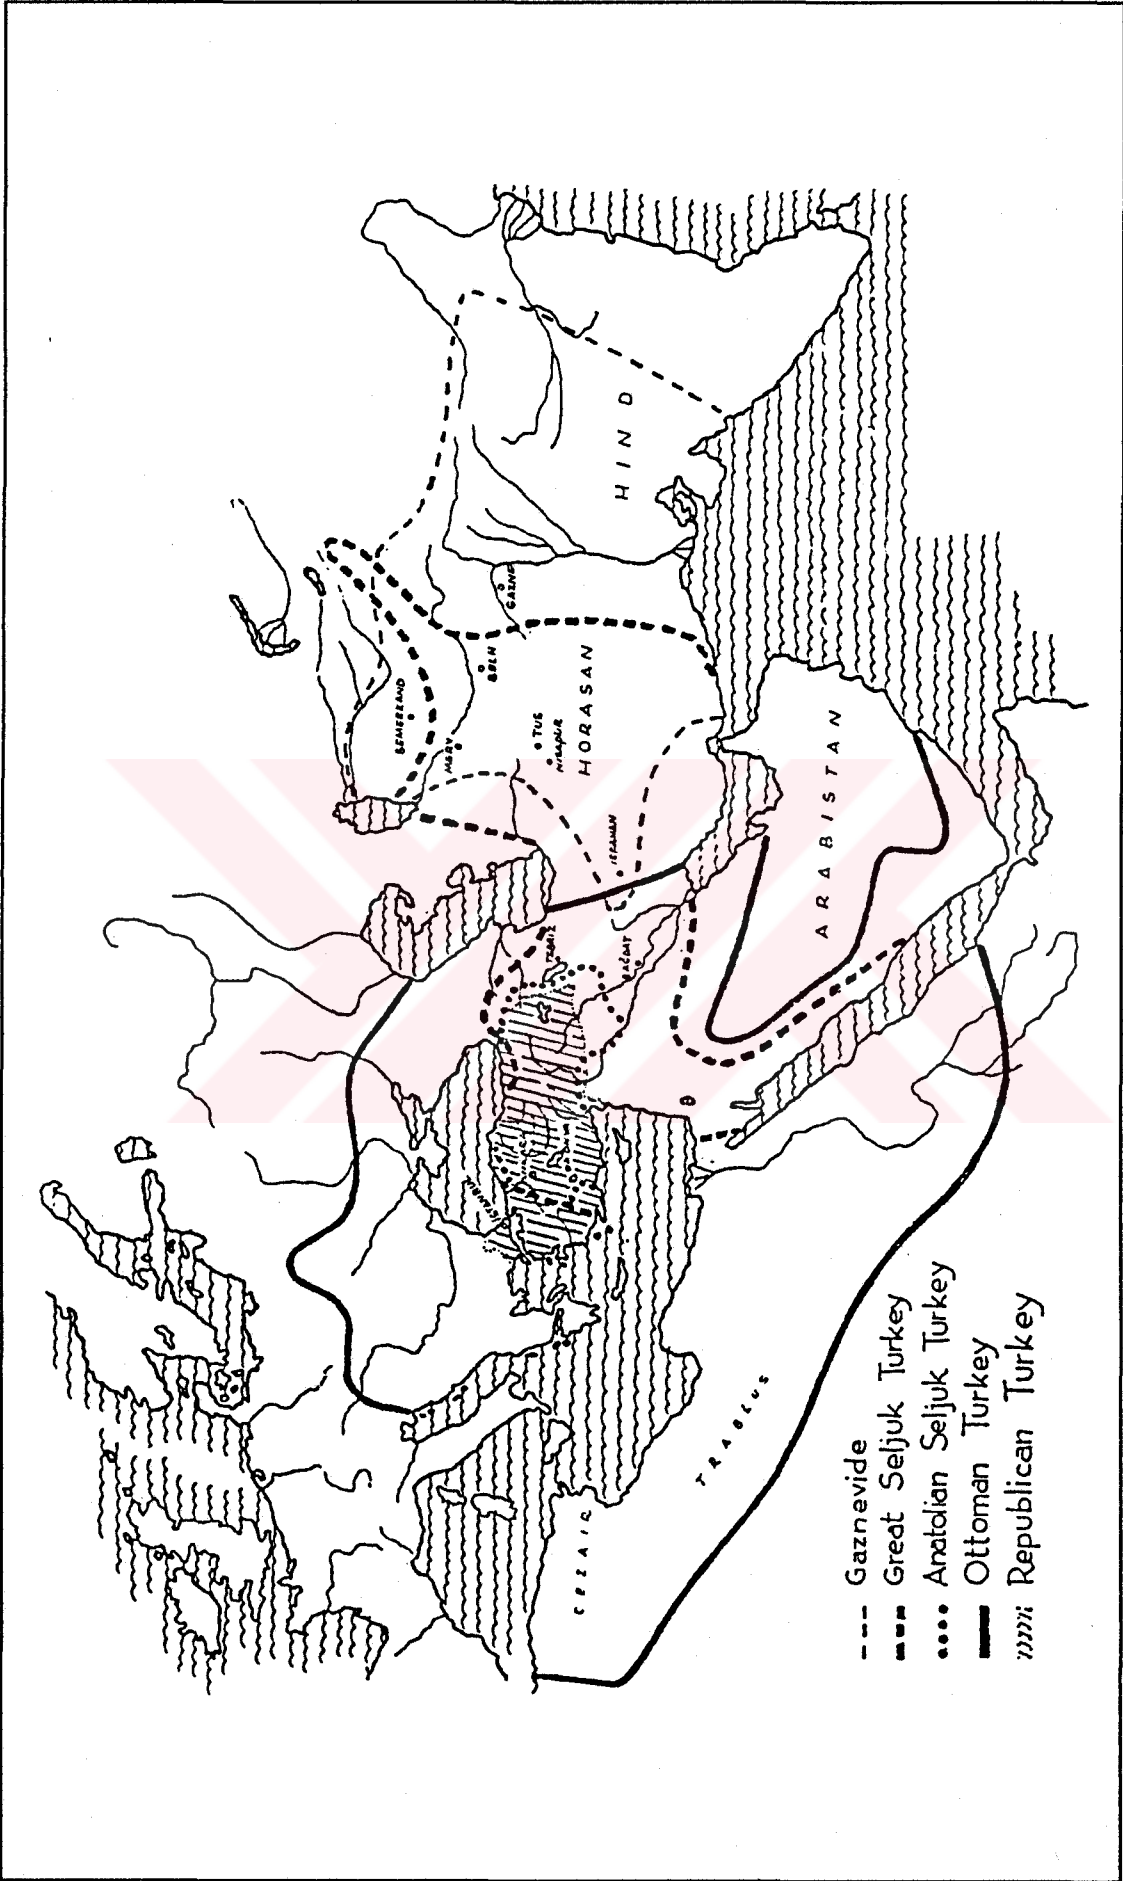 SEMERKAND
MERV
BELH
GAZNE
TUS
NIŞAPUR
HORASAN
HIND
ISFAHAN
TEBRIZ
BAĞDAT
ISTANBUL
ARABISTAN
TRABLUS
CEZAIR
Gaznevide
Great Seljuk Turkey
Anatolian Seljuk Turkey
Ottoman Turkey
Republican Turkey